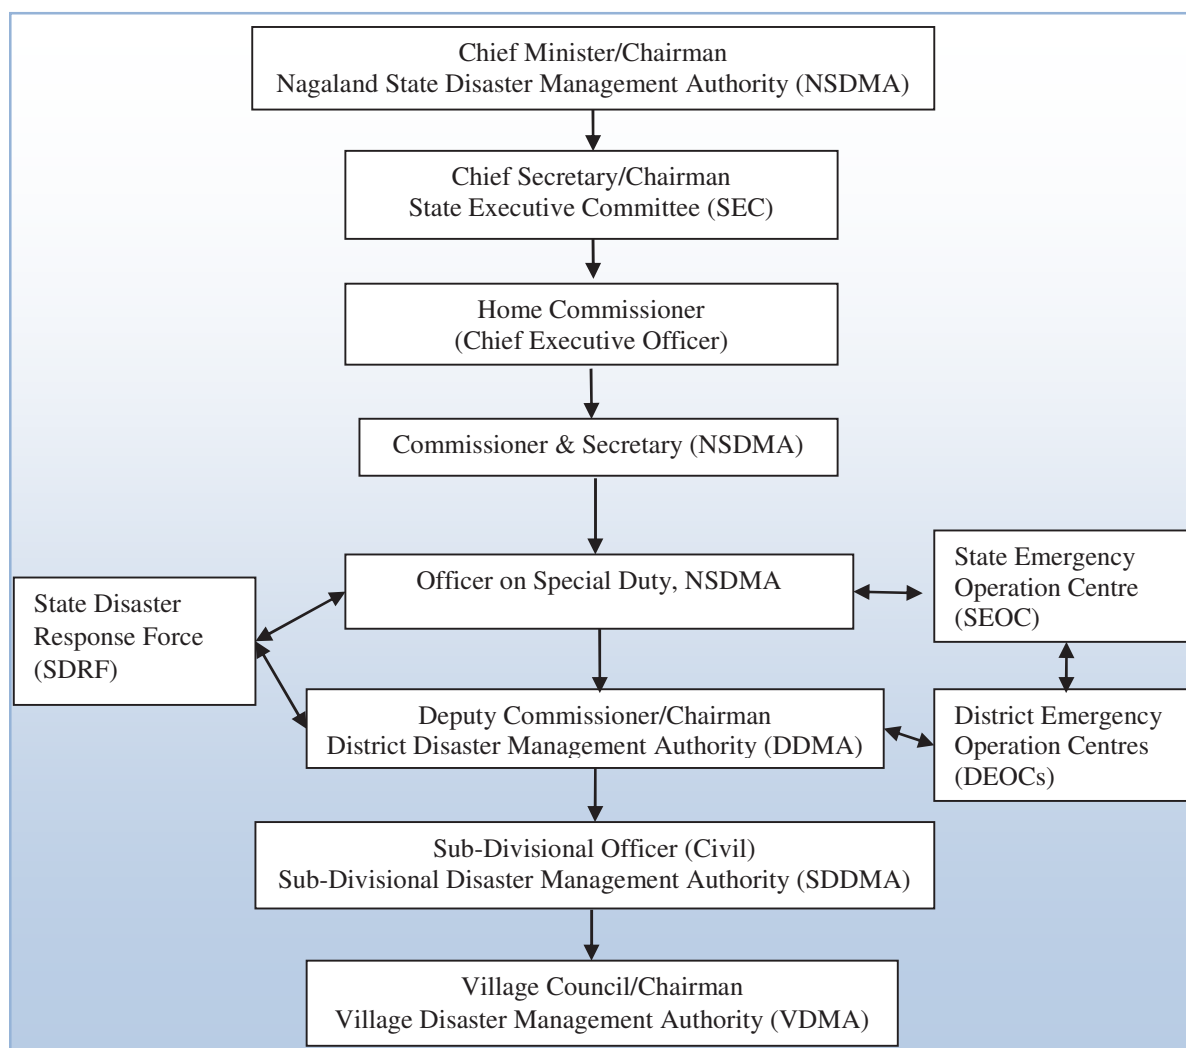 Chief Minister/Chairman
Nagaland State Disaster Management Authority (NSDMA)
Chief Secretary/Chairman
State Executive Committee (SEC)
Home Commissioner
(Chief Executive Officer)
Commissioner & Secretary (NSDMA)
Officer on Special Duty, NSDMA
State Emergency
Operation Centre
(SEOC)
State Disaster
Response Force
(SDRF)
Deputy Commissioner/Chairman
District Disaster Management Authority (DDMA)
District Emergency
Operation Centres
(DEOCs)
Sub-Divisional Officer (Civil)
Sub-Divisional Disaster Management Authority (SDDMA)
Village Council/Chairman
Village Disaster Management Authority (VDMA)